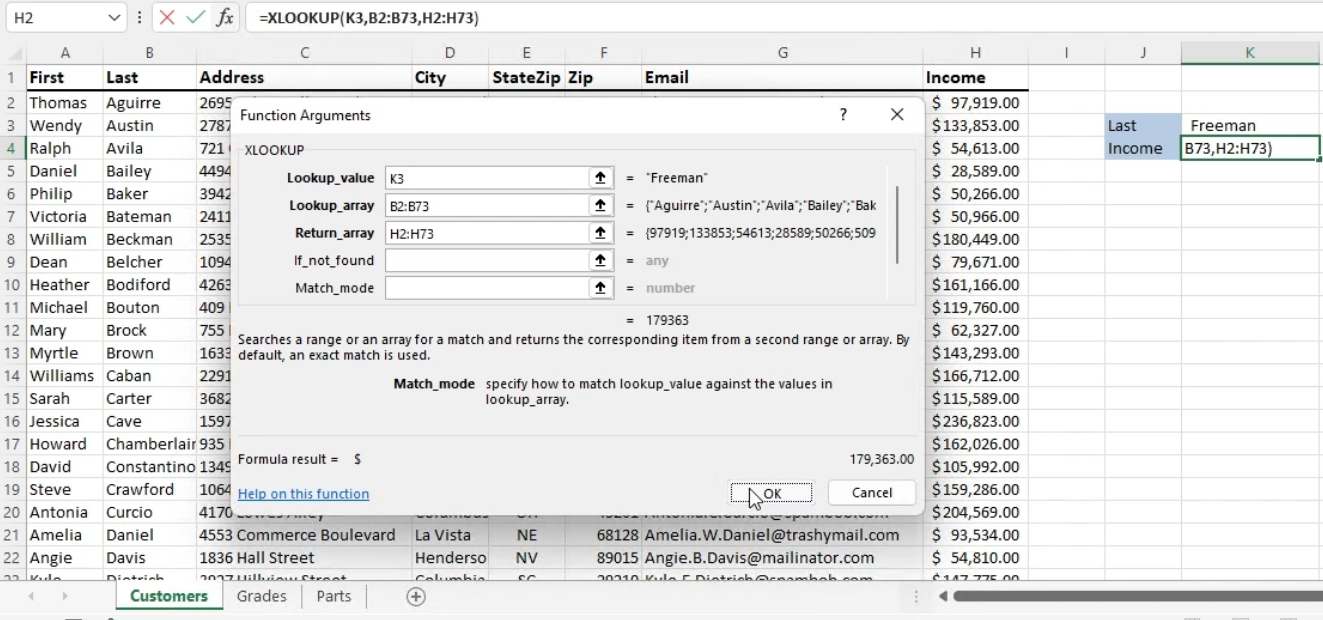 H2 fx =XLOOKUP(K3,B2:B73,H2:H73)
A B C D E F G H I J K
1 First Last Address City StateZip Zip Email Income
2 Thomas Aguirre 2695 $ 97,919.00
Function Arguments ? ×
3 Wendy Austin 2787 $133,853.00 Last Freeman
XLOOKUP
4 Ralph Avila 721 $ 54,613.00 Income B73,H2:H73)
5 Daniel Bailey 4494 $ 28,589.00
Lookup_value K3 = "Freeman"
6 Philip Baker 3942 $ 50,266.00
Lookup_array B2:B73 = {"Aguirre";"Austin";"Avila";"Bailey";"Bak
7 Victoria Bateman 2411 $ 50,966.00
Return_array H2:H73 = {97919;133853;54613;28589;50266;509
8 William Beckman 2535 $180,449.00
If_not_found = any
9 Dean Belcher 1094 $ 79,671.00
Match_mode = number
10 Heather Bodiford 4263 $161,166.00
11 Michael Bouton 409 $119,760.00
= 179363
12 Mary Brock 755 $ 62,327.00
Searches a range or an array for a match and returns the corresponding item from a second range or array. By
default, an exact match is used.
13 Myrtle Brown 1633 $143,293.00
14 Williams Caban 2291 $166,712.00
Match_mode specify how to match lookup_value against the values in
lookup_array.
15 Sarah Carter 3682 $115,589.00
16 Jessica Cave 1597 $236,823.00
17 Howard Chamberlair 935 $162,026.00
18 David Constantino 1349 $105,992.00
Formula result = $ 179,363.00
19 Steve Crawford 1064 $159,286.00
Help on this function OK Cancel
20 Antonia Curcio 4170 $204,569.00
21 Amelia Daniel 4553 Commerce Boulevard La Vista NE 68128 Amelia.W.Daniel@trashymail.com $ 93,534.00
22 Angie Davis 1836 Hall Street Henderso NV 89015 Angie.B.Davis@mailinator.com $ 54,810.00
Customers Grades Parts